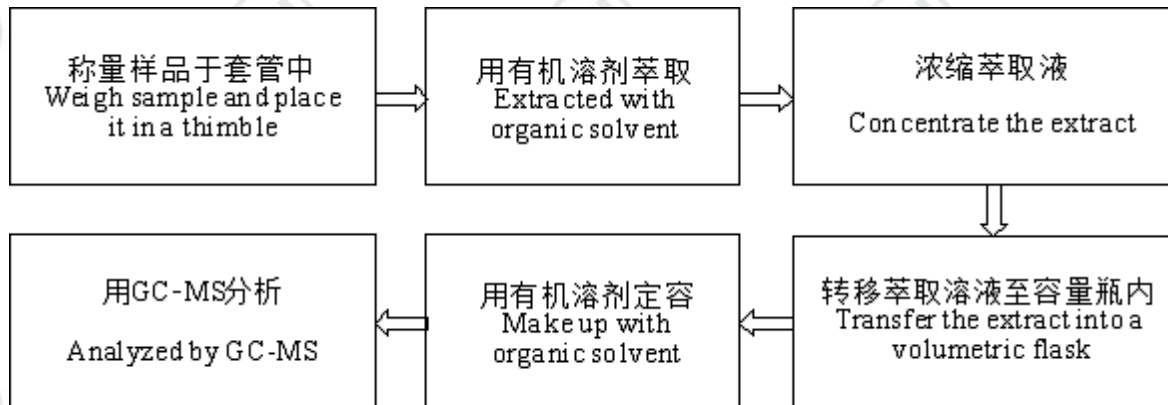 称量样品于套管中
Weigh sample and place
it in a thimble
用有机溶剂萃取
Extracted with
organic solvent
浓缩萃取液
Concentrate the extract
转移萃取溶液至容量瓶内
Transfer the extract into a
volumetric flask
用有机溶剂定容
Make up with
organic solvent
用GC-MS分析
Analyzed by GC-MS